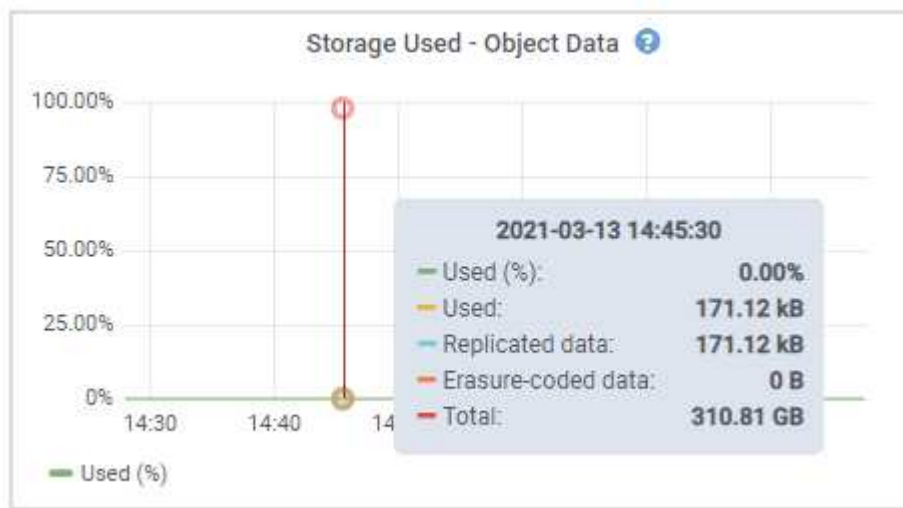 Storage Used - Object Data ?
100.00%
75.00%
50.00%
25.00%
0%
14:30
14:40
2021-03-13 14:45:30
Used (%): 0.00%
Used: 171.12 kB
Replicated data: 171.12 kB
Erasure-coded data: 0 B
Total: 310.81 GB
Used (%)